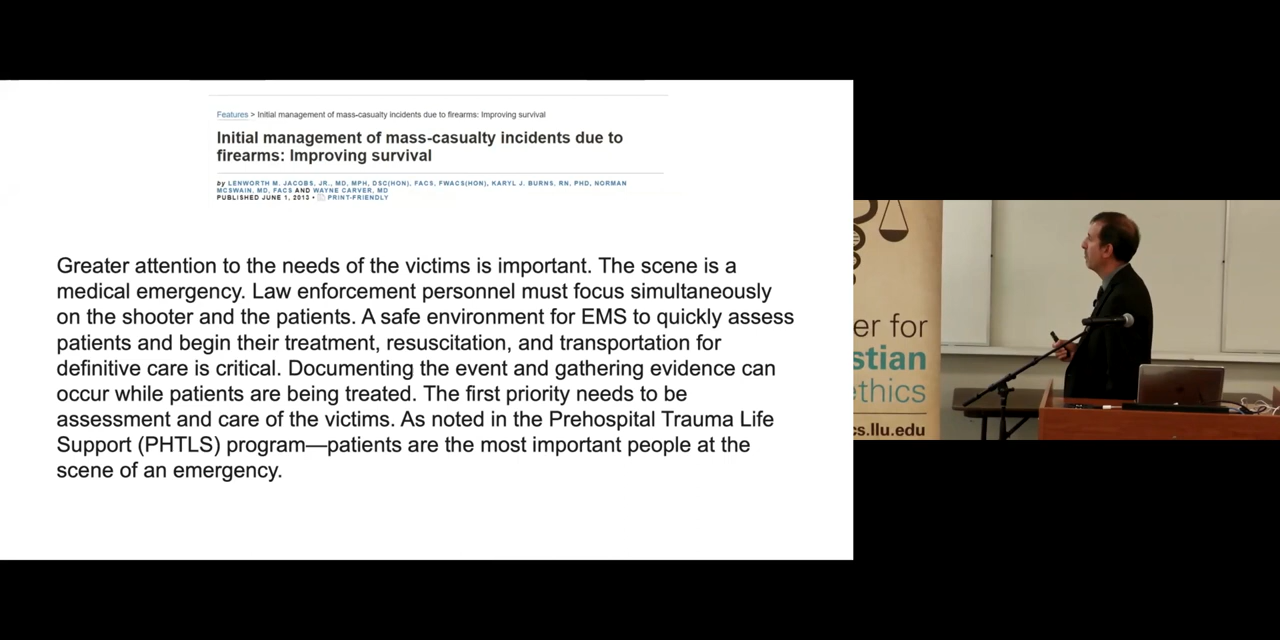 Features > Initial management of mass-casualty incidents due to firearms: Improving survival
Initial management of mass-casualty incidents due to
firearms: Improving survival
by LENWORTH M. JACOBS, JR., MD, MPH, DSC(HON), FACS, FWACS(HON), KARYL J. BURNS, RN, PHD, NORMAN
MCSWAIN, MD, FACS AND WAYNE CARVER, MD
PUBLISHED JUNE 1, 2013 • PRINT-FRIENDLY
Greater attention to the needs of the victims is important. The scene is a
medical emergency. Law enforcement personnel must focus simultaneously
on the shooter and the patients. A safe environment for EMS to quickly assess
patients and begin their treatment, resuscitation, and transportation for
definitive care is critical. Documenting the event and gathering evidence can
occur while patients are being treated. The first priority needs to be
assessment and care of the victims. As noted in the Prehospital Trauma Life
Support (PHTLS) program—patients are the most important people at the
scene of an emergency.
er for
stian
ethics
cs.llu.edu